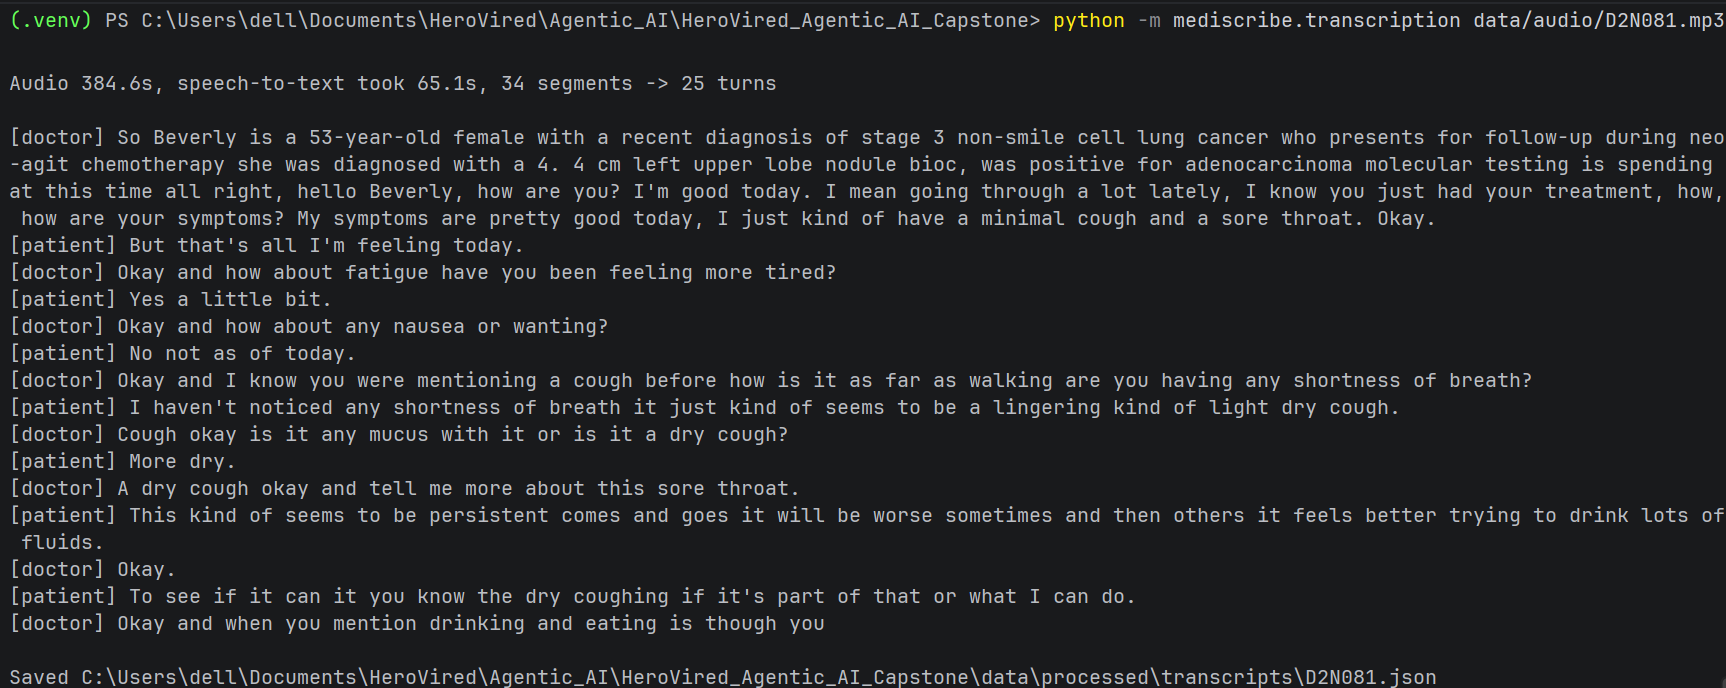 (.venv) PS C:\Users\dell\Documents\HeroVired\Agentic_AI\HeroVired_Agentic_AI_Capstone> python -m mediscribe.transcription data/audio/D2N081.mp3
Audio 384.6s, speech-to-text took 65.1s, 34 segments -> 25 turns
[doctor] So Beverly is a 53-year-old female with a recent diagnosis of stage 3 non-smile cell lung cancer who presents for follow-up during neo
-agit chemotherapy she was diagnosed with a 4. 4 cm left upper lobe nodule bioc, was positive for adenocarcinoma molecular testing is spending
at this time all right, hello Beverly, how are you? I'm good today. I mean going through a lot lately, I know you just had your treatment, how,
how are your symptoms? My symptoms are pretty good today, I just kind of have a minimal cough and a sore throat. Okay.
[patient] But that's all I'm feeling today.
[doctor] Okay and how about fatigue have you been feeling more tired?
[patient] Yes a little bit.
[doctor] Okay and how about any nausea or wanting?
[patient] No not as of today.
[doctor] Okay and I know you were mentioning a cough before how is it as far as walking are you having any shortness of breath?
[patient] I haven't noticed any shortness of breath it just kind of seems to be a lingering kind of light dry cough.
[doctor] Cough okay is it any mucus with it or is it a dry cough?
[patient] More dry.
[doctor] A dry cough okay and tell me more about this sore throat.
[patient] This kind of seems to be persistent comes and goes it will be worse sometimes and then others it feels better trying to drink lots of
fluids.
[doctor] Okay.
[patient] To see if it can it you know the dry coughing if it's part of that or what I can do.
[doctor] Okay and when you mention drinking and eating is though you
Saved C:\Users\dell\Documents\HeroVired\Agentic_AI\HeroVired_Agentic_AI_Capstone\data\processed\transcripts\D2N081.json